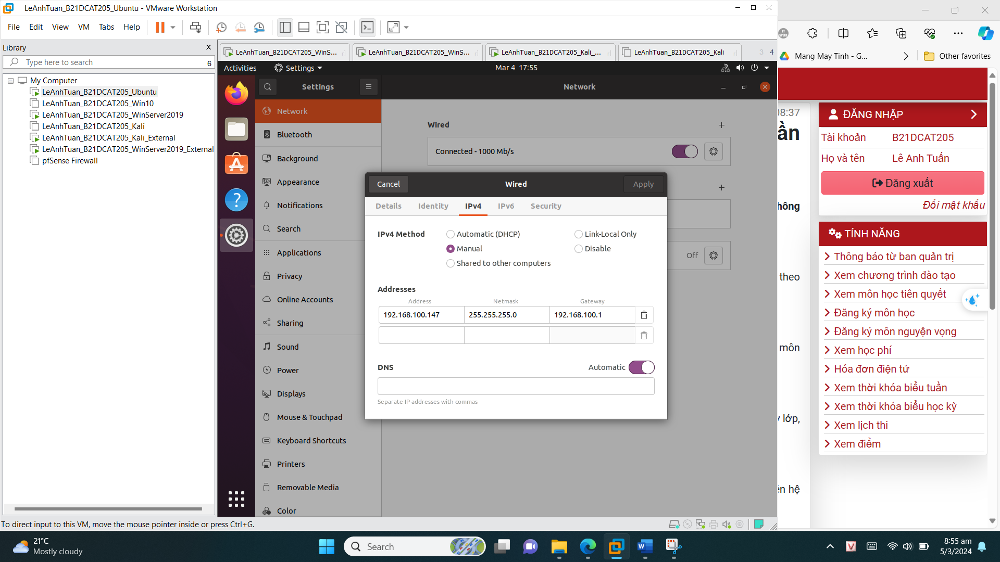 LeAnhTuan_B21DCAT205_Ubuntu - VMware Workstation
File Edit View VM Tabs Help
Library
Type here to search
6
My Computer
LeAnhTuan_B21DCAT205_Ubuntu
LeAnhTuan_B21DCAT205_Win10
LeAnhTuan_B21DCAT205_WinServer2019
LeAnhTuan_B21DCAT205_Kali
LeAnhTuan_B21DCAT205_Kali_External
LeAnhTuan_B21DCAT205_WinServer2019_External
pfSense Firewall
LeAnhTuan_B21DCAT205_WinS...
LeAnhTuan_B21DCAT205_WinS...
LeAnhTuan_B21DCAT205_Kali_...
LeAnhTuan_B21DCAT205_Kali
3 4
Activities
Settings
Mar 4 17:55
Settings
Network
Network
Bluetooth
Background
Appearance
Notifications
Search
Applications
Privacy
Online Accounts
Sharing
Sound
Power
Displays
Mouse & Touchpad
Keyboard Shortcuts
Printers
Removable Media
Color
Wired
Connected - 1000 Mb/s
Off
Cancel
Wired
Apply
Details Identity IPv4 IPv6 Security
IPv4 Method
Automatic (DHCP)
Link-Local Only
Manual
Disable
Shared to other computers
Addresses
Address Netmask Gateway
192.168.100.147 255.255.255.0 192.168.100.1
DNS
Automatic
Separate IP addresses with commas
To direct input to this VM, move the mouse pointer inside or press Ctrl+G.
YT SPEED
Mang May Tinh - G...
Other favorites
08:37
ần
hông
theo
môn
lớp,
ên hệ
ĐĂNG NHẬP
Tài khoản B21DCAT205
Họ và tên Lê Anh Tuấn
Đăng xuất
Đổi mật khẩu
TÍNH NĂNG
Thông báo từ ban quản trị
Xem chương trình đào tạo
Xem môn học tiên quyết
Đăng ký môn học
Đăng ký môn nguyện vọng
Xem học phí
Hóa đơn điện tử
Xem thời khóa biểu tuần
Xem thời khóa biểu học kỳ
Xem lịch thi
Xem điểm
21°C
Mostly cloudy
Search
8:55 am
5/3/2024